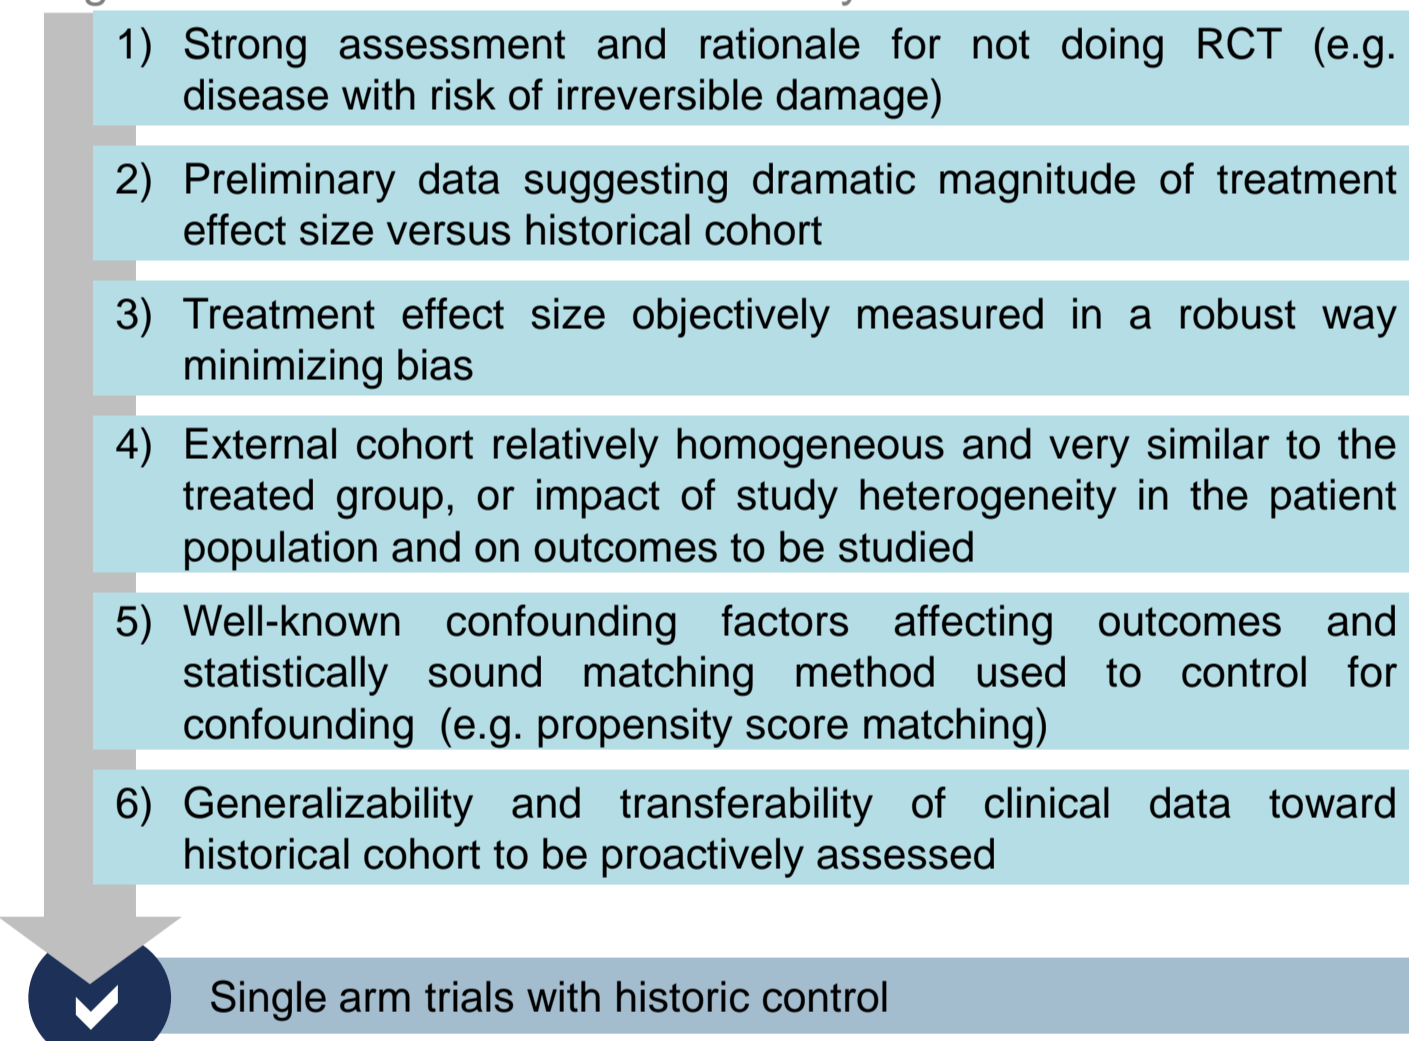 1) Strong assessment and rationale for not doing RCT (e.g.
disease with risk of irreversible damage)
2) Preliminary data suggesting dramatic magnitude of treatment
effect size versus historical cohort
3) Treatment effect size objectively measured in a robust way
minimizing bias
4) External cohort relatively homogeneous and very similar to the
treated group, or impact of study heterogeneity in the patient
population and on outcomes to be studied
5) Well-known confounding factors affecting outcomes and
statistically sound matching method used to control for
confounding (e.g. propensity score matching)
6) Generalizability and transferability of clinical data toward
historical cohort to be proactively assessed
Single arm trials with historic control